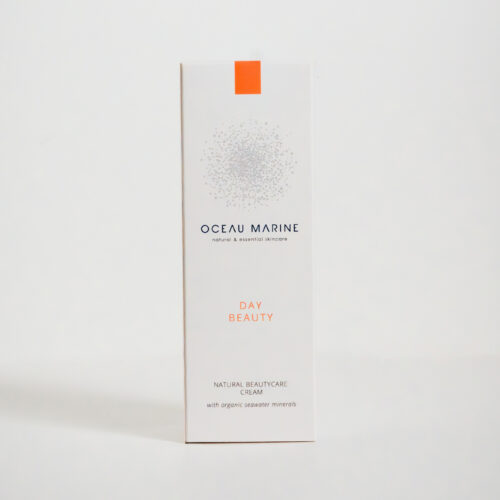 OCEAU MARINE
natural & essential skincare
DAY
BEAUTY
NATURAL BEAUTYCARE
CREAM
with organic seawater minerals